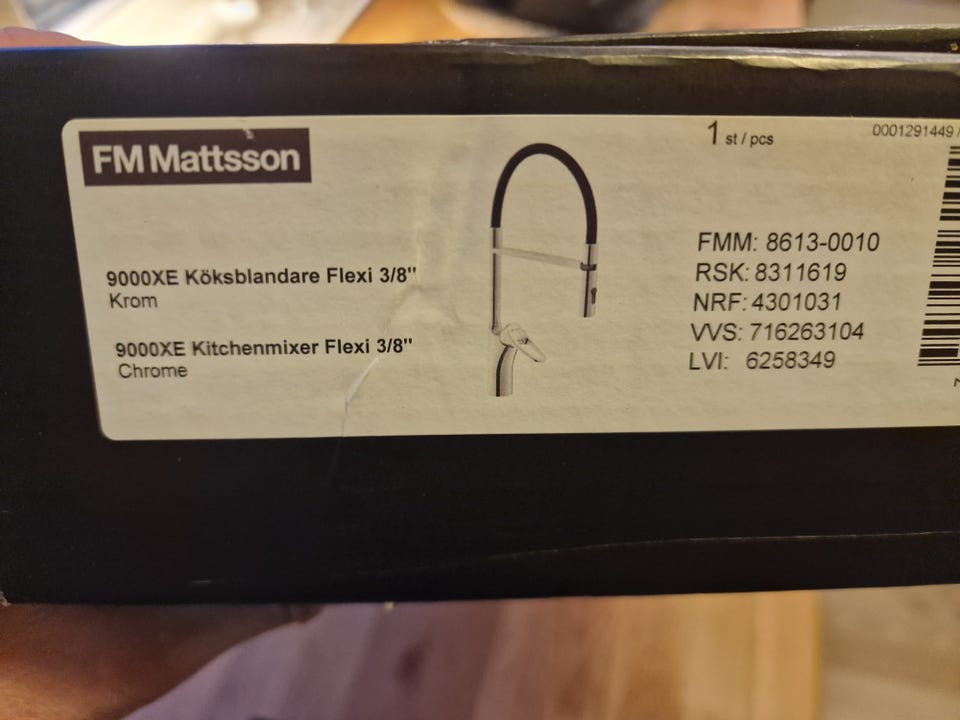 FM Mattsson
1 st / pcs
0001291449 /
9000XE Köksblandare Flexi 3/8"
Krom
9000XE Kitchenmixer Flexi 3/8"
Chrome
FMM: 8613-0010
RSK: 8311619
NRF: 4301031
VVS: 716263104
LVI: 6258349